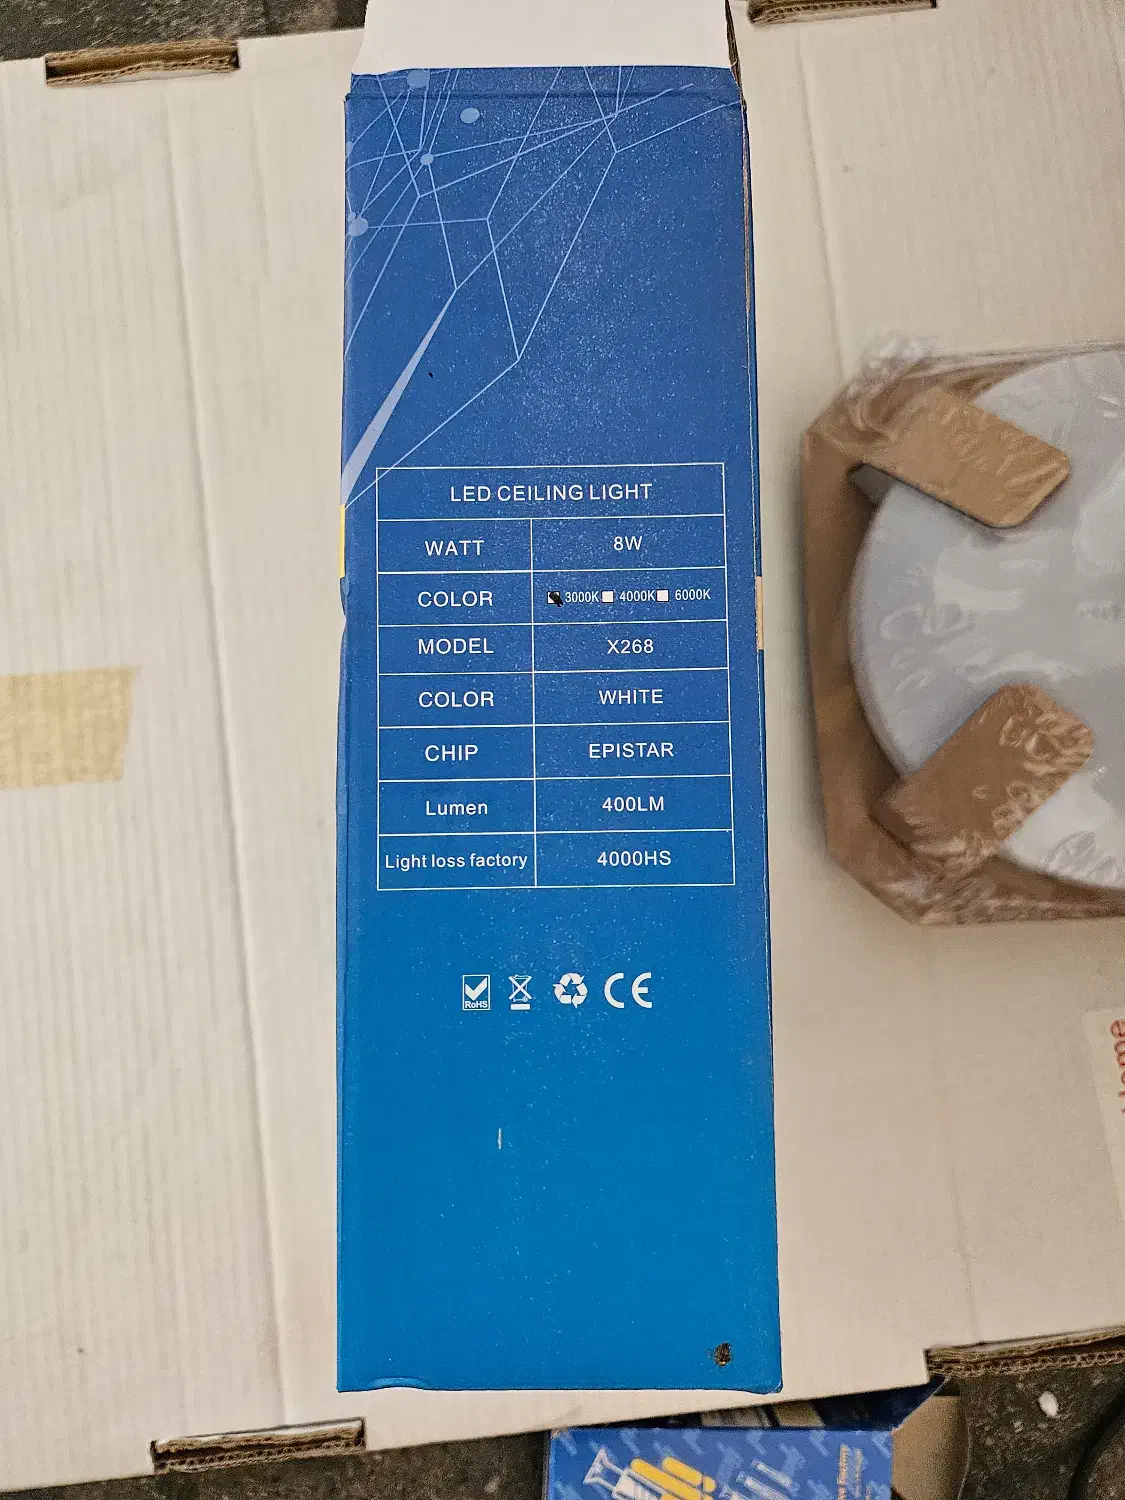 LED CEILING LIGHT
WATT 8W
COLOR 3000K 4000K 6000K
MODEL X268
COLOR WHITE
CHIP EPISTAR
Lumen 400LM
Light loss factory 4000HS
RoHS CE